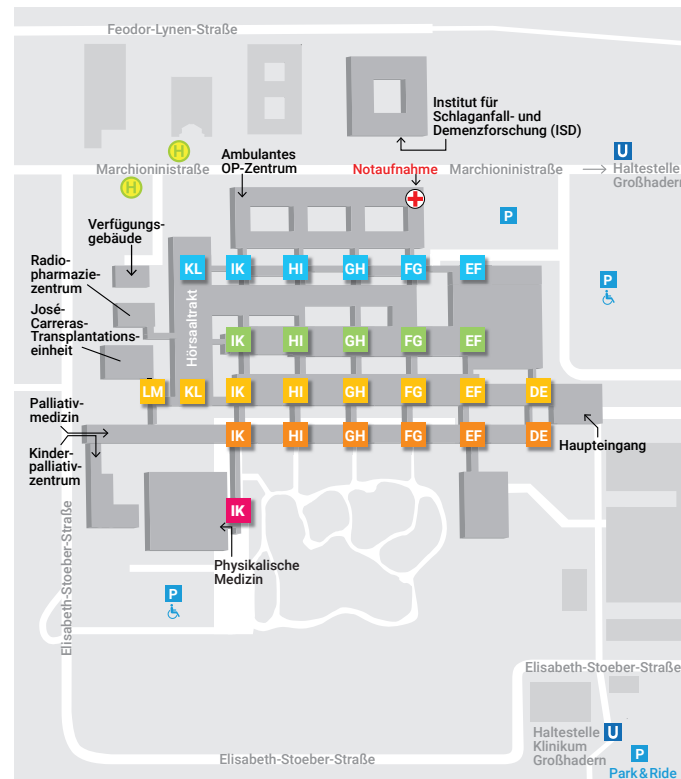 Feodor-Lynen-Straße
Institut für
Schlaganfall- und
Demenzforschung (ISD)
U
Haltestelle
Großhadern
H
Marchioninistraße
H
Ambulantes
OP-Zentrum
Notaufnahme
Marchioninistraße
P
Verfügungs-
gebäude
Radio-
pharmazie-
zentrum
José-
Carreras-
Transplantations-
einheit
P
Hörsaaltrakt
KL IK HI GH FG EF
IK HI GH FG EF
LM KL IK HI GH FG EF DE
IK HI GH FG EF DE
Palliativ-
medizin
Kinder-
palliativ-
zentrum
Haupteingang
IK
Physikalische
Medizin
P
Elisabeth-Stoeber-Straße
Elisabeth-Stoeber-Straße
Elisabeth-Stoeber-Straße
Haltestelle
Klinikum
Großhadern
U
P
Park & Ride